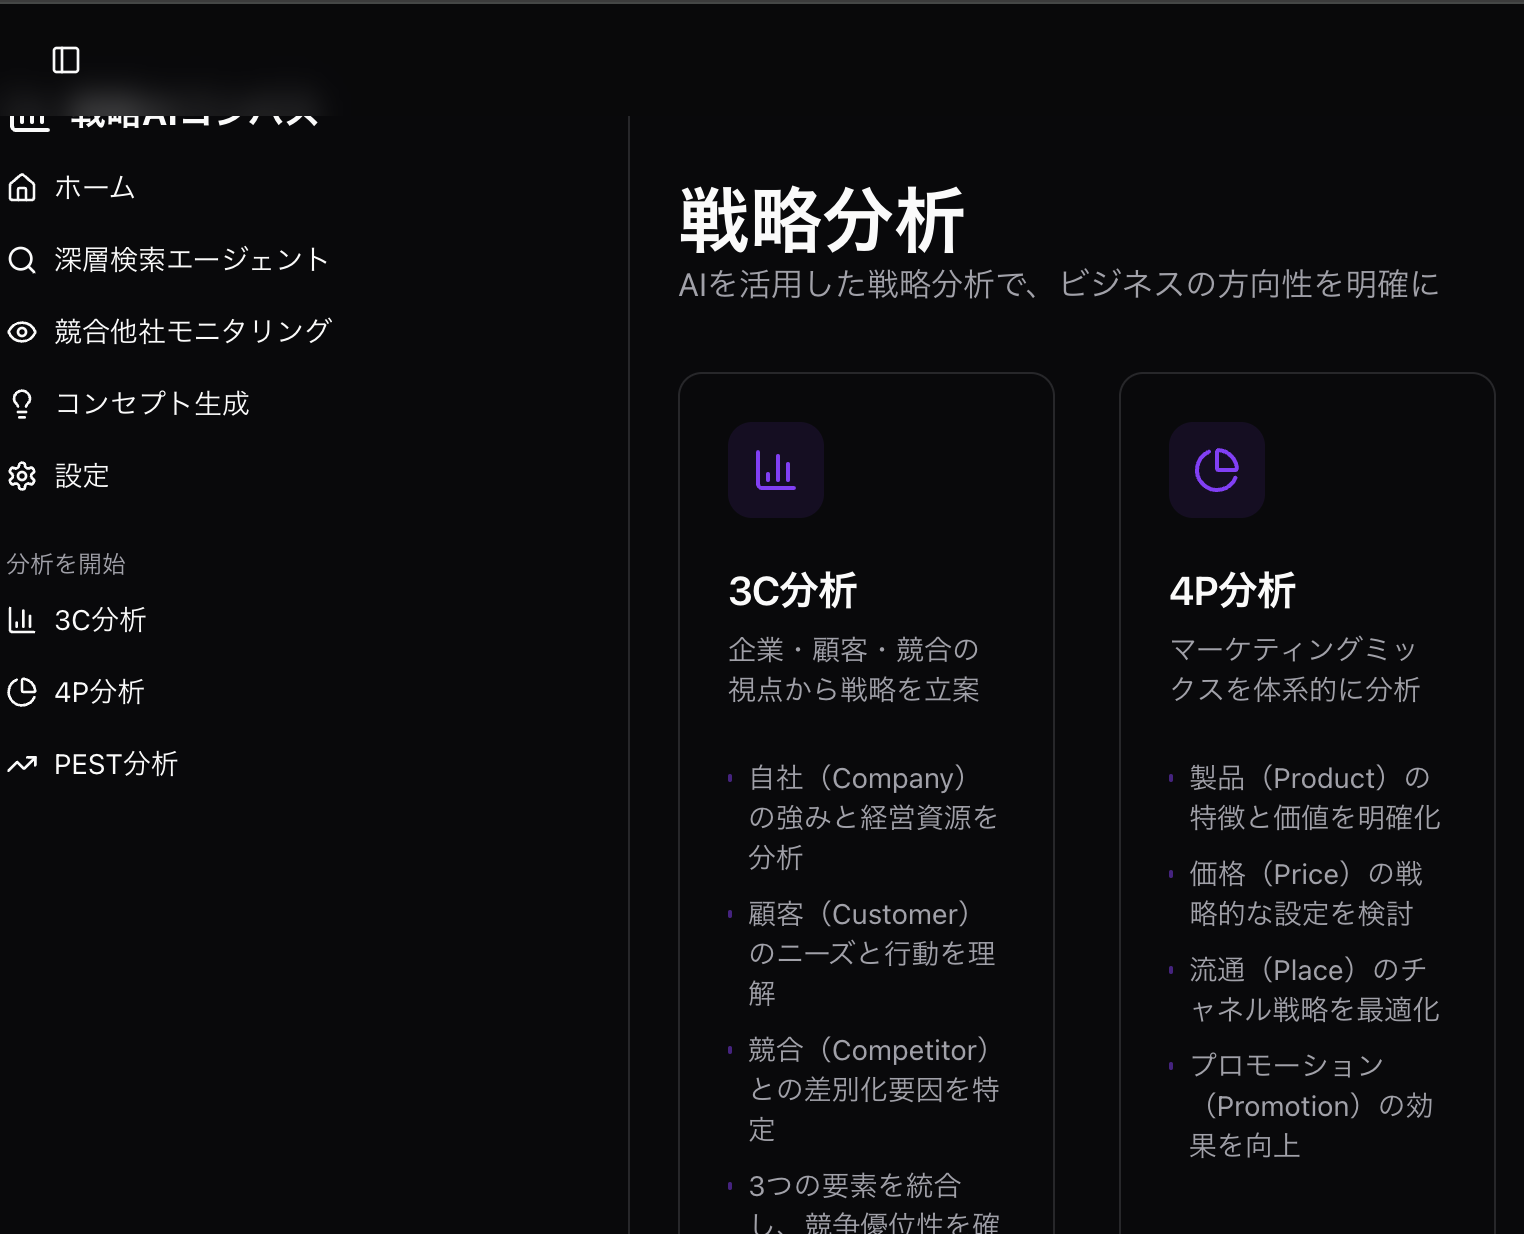 戦略AIコンパス
ホーム
深層検索エージェント
競合他社モニタリング
コンセプト生成
設定
分析を開始
3C分析
4P分析
PEST分析
戦略分析
AIを活用した戦略分析で、ビジネスの方向性を明確に
3C分析
企業・顧客・競合の
視点から戦略を立案
自社（Company）
の強みと経営資源を
分析
顧客（Customer）
のニーズと行動を理
解
競合（Competitor）
との差別化要因を特
定
3つの要素を統合
し、競争優位性を確
4P分析
マーケティングミッ
クスを体系的に分析
製品（Product）の
特徴と価値を明確化
価格（Price）の戦
略的な設定を検討
流通（Place）のチ
ャネル戦略を最適化
プロモーション
（Promotion）の効
果を向上